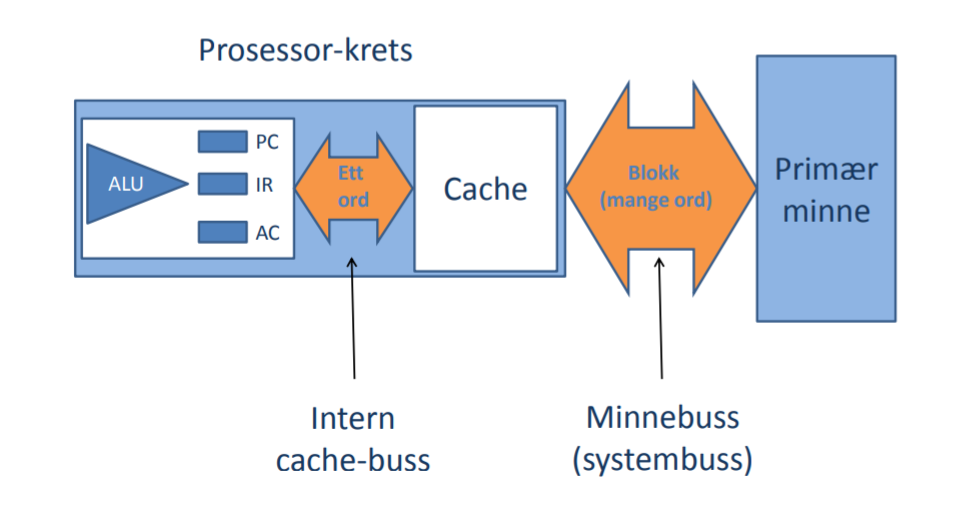 Prosessor-krets
PC
ALU
IR
AC
Ett
ord
Cache
Blokk
(mange ord)
Primær
minne
Intern
cache-buss
Minnebuss
(systembuss)